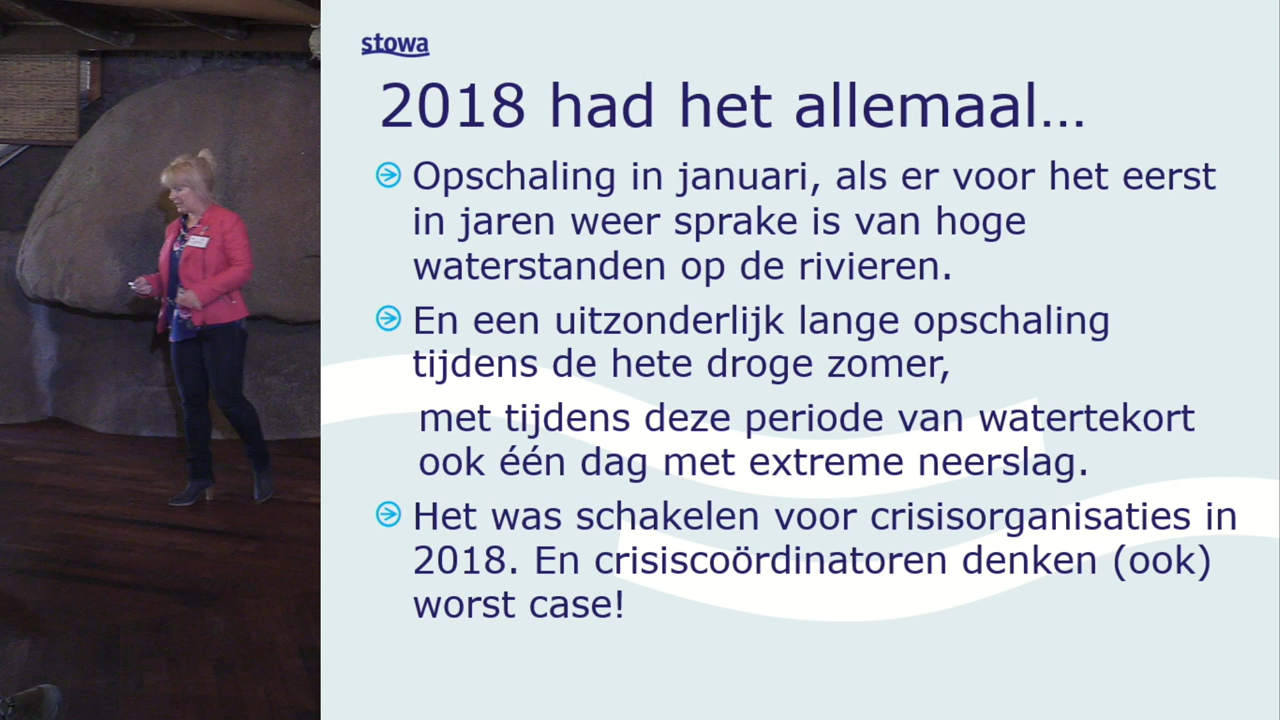 stowa
2018 had het allemaal...
Opschaling in januari, als er voor het eerst
in jaren weer sprake is van hoge
waterstanden op de rivieren.
En een uitzonderlijk lange opschaling
tijdens de hete droge zomer,
met tijdens deze periode van watertekort
ook één dag met extreme neerslag.
Het was schakelen voor crisisorganisaties in
2018. En crisiscoördinatoren denken (ook)
worst case!